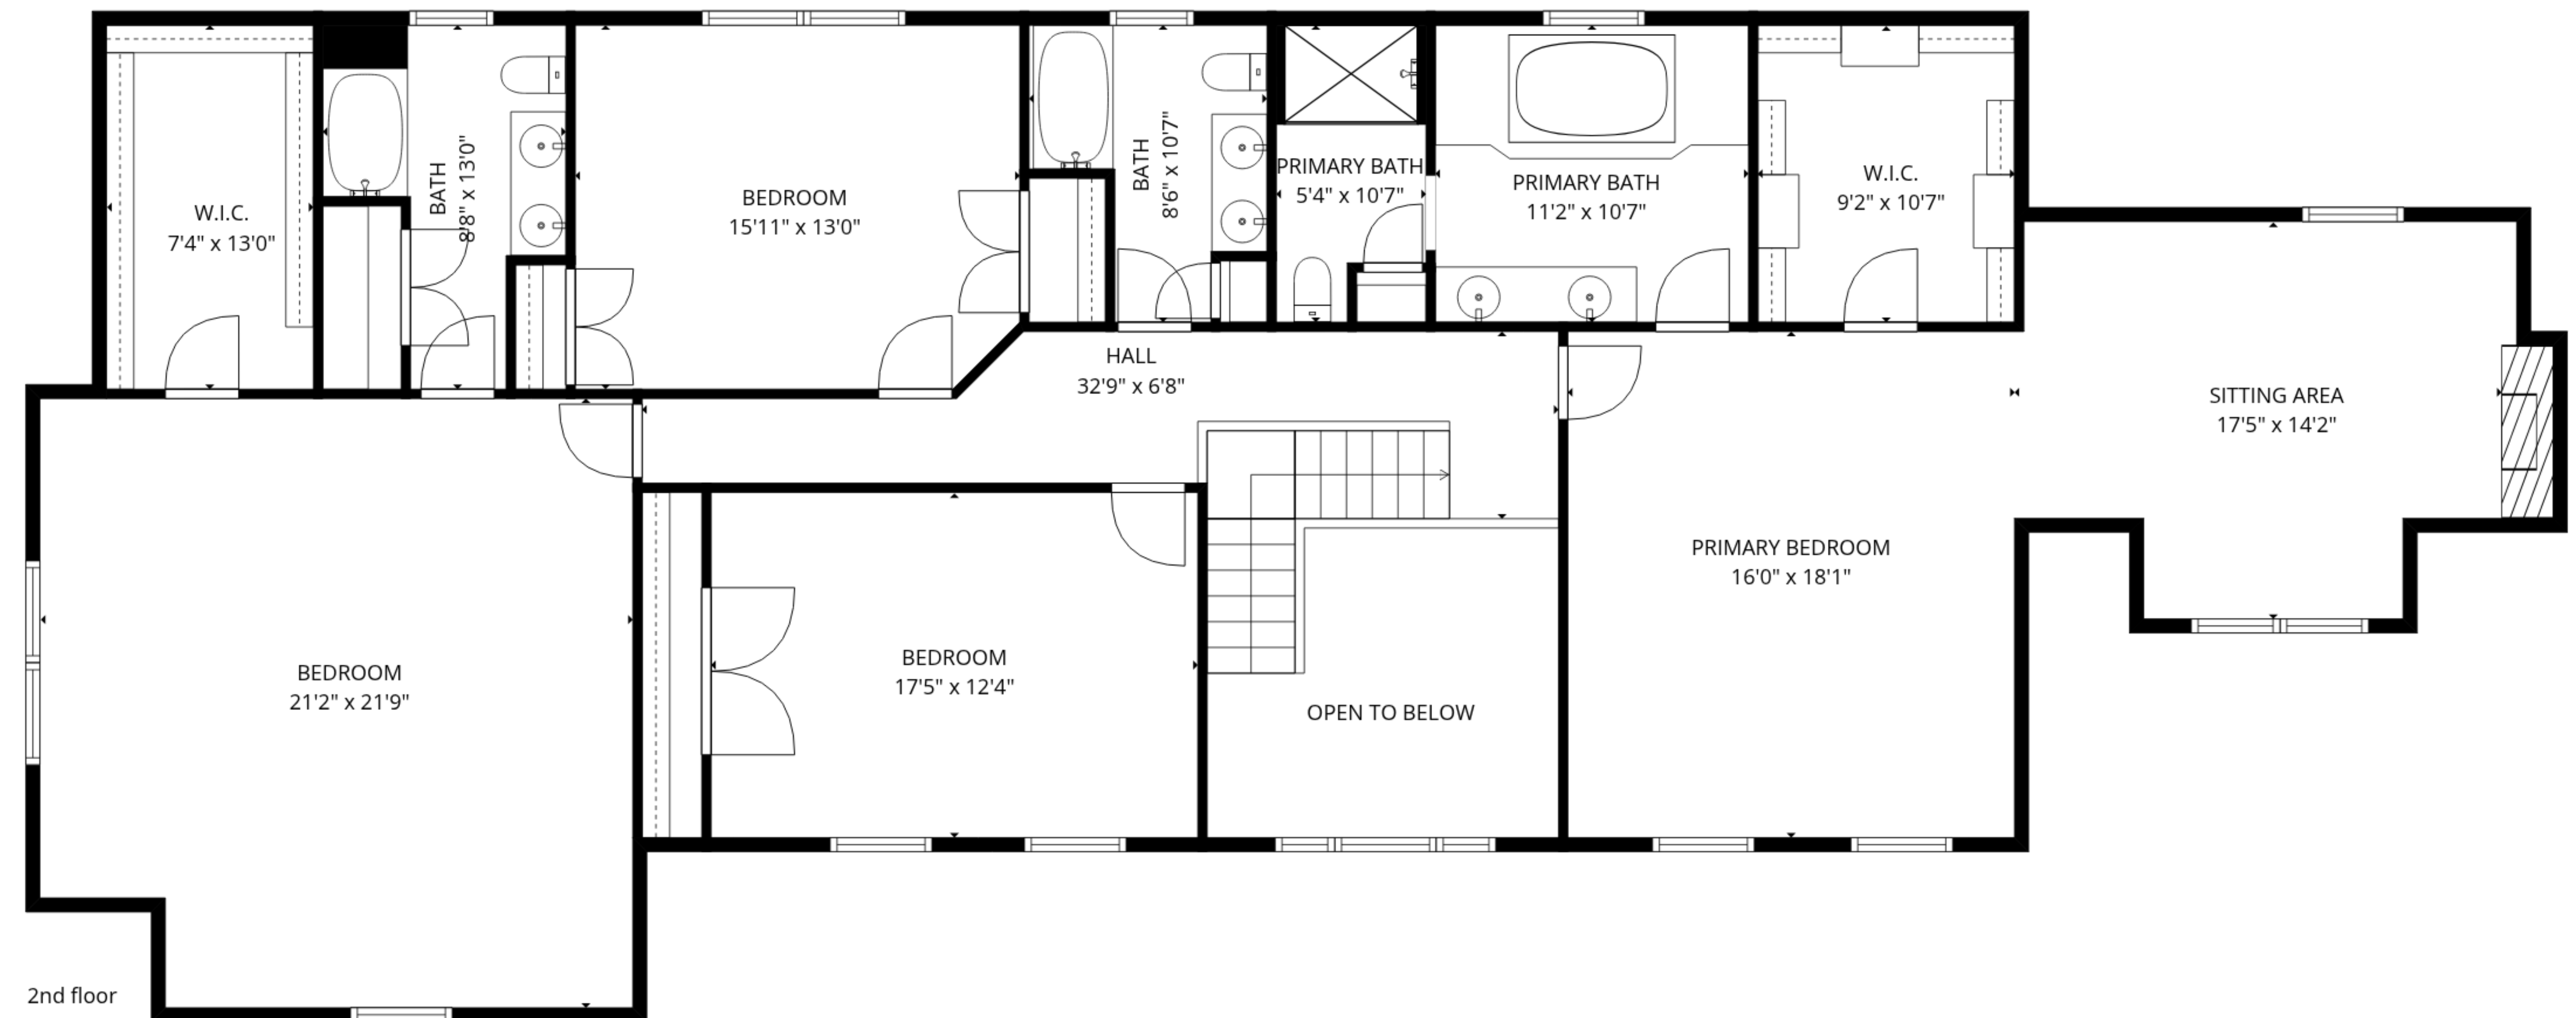 W.I.C.
7'4" x 13'0"
BATH
8'8" x 13'0"
BEDROOM
15'11" x 13'0"
BATH
8'6" x 10'7"
PRIMARY BATH
5'4" x 10'7"
PRIMARY BATH
11'2" x 10'7"
W.I.C.
9'2" x 10'7"
HALL
32'9" x 6'8"
SITTING AREA
17'5" x 14'2"
PRIMARY BEDROOM
16'0" x 18'1"
BEDROOM
21'2" x 21'9"
BEDROOM
17'5" x 12'4"
OPEN TO BELOW
2nd floor